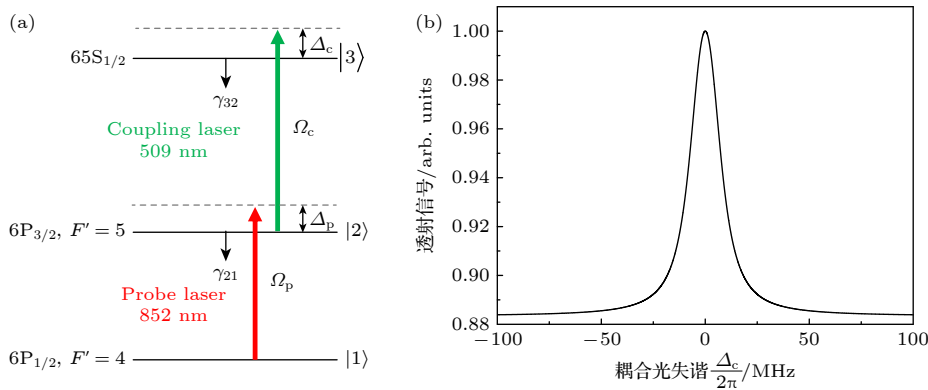 (a)
Δc
65S1/2
|3⟩
γ32
Coupling laser
509 nm
Ωc
Δp
6P3/2, F′ = 5
|2⟩
γ21
Ωp
Probe laser
852 nm
6P1/2, F′ = 4
|1⟩
(b)
透射信号/arb. units
1.00
0.98
0.96
0.94
0.92
0.90
0.88
−100
−50
0
50
100
耦合光失谐 Δc/2π /MHz